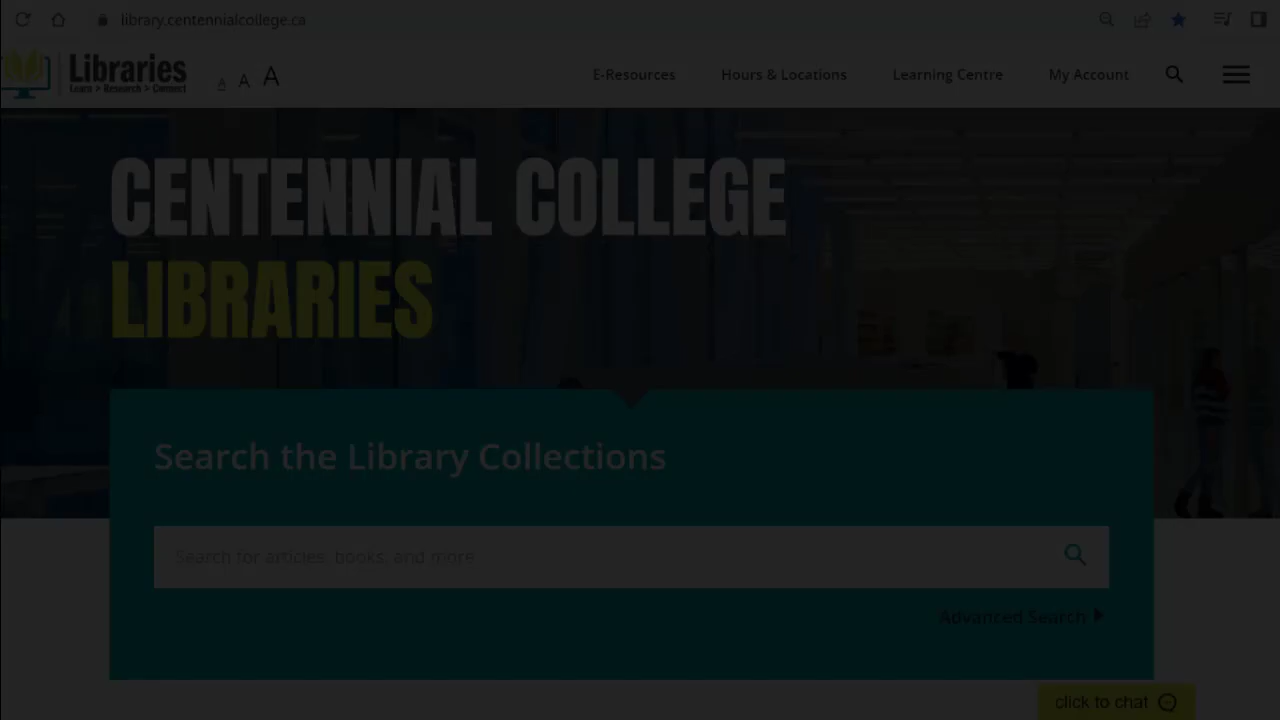 library.centennialcollege.ca
Libraries
Learn > Research > Connect
A A A
E-Resources
Hours & Locations
Learning Centre
My Account
CENTENNIAL COLLEGE
LIBRARIES
Search the Library Collections
Search for articles, books, and more
Advanced Search
click to chat